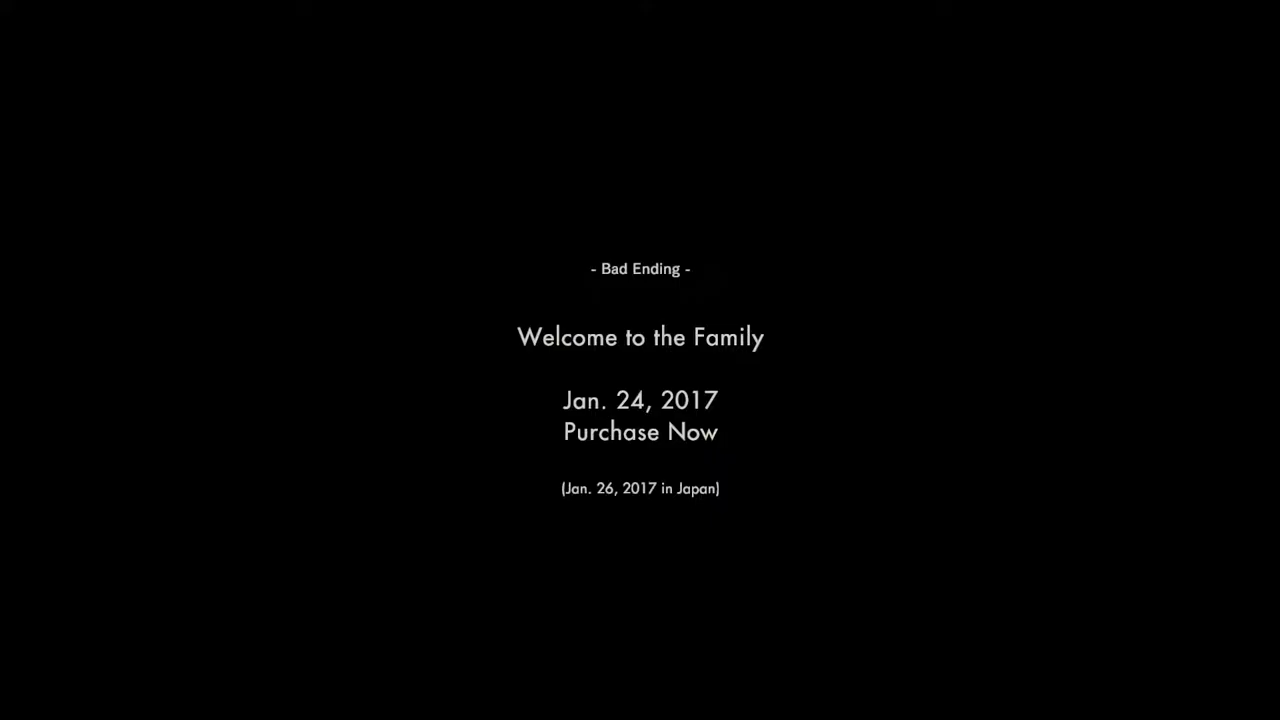 - Bad Ending -
Welcome to the Family
Jan. 24, 2017
Purchase Now
(Jan. 26, 2017 in Japan)